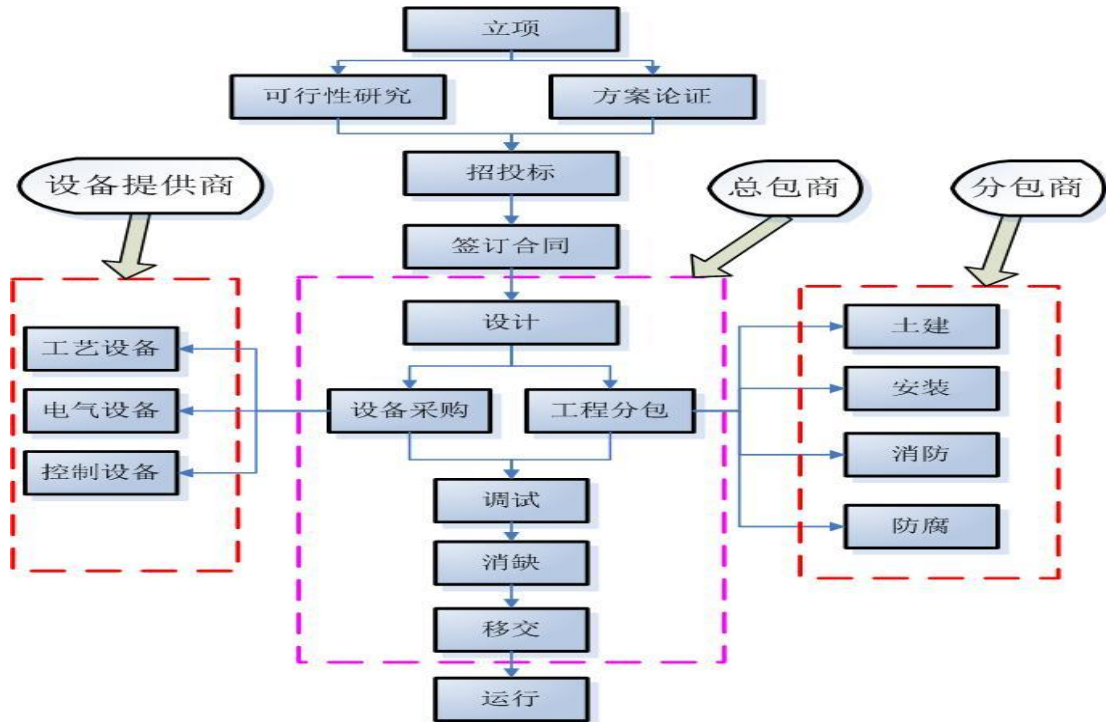 立项
可行性研究
方案论证
招投标
设备提供商
总包商
分包商
签订合同
设计
土建
工艺设备
安装
电气设备
设备采购
工程分包
消防
控制设备
调试
防腐
消缺
移交
运行